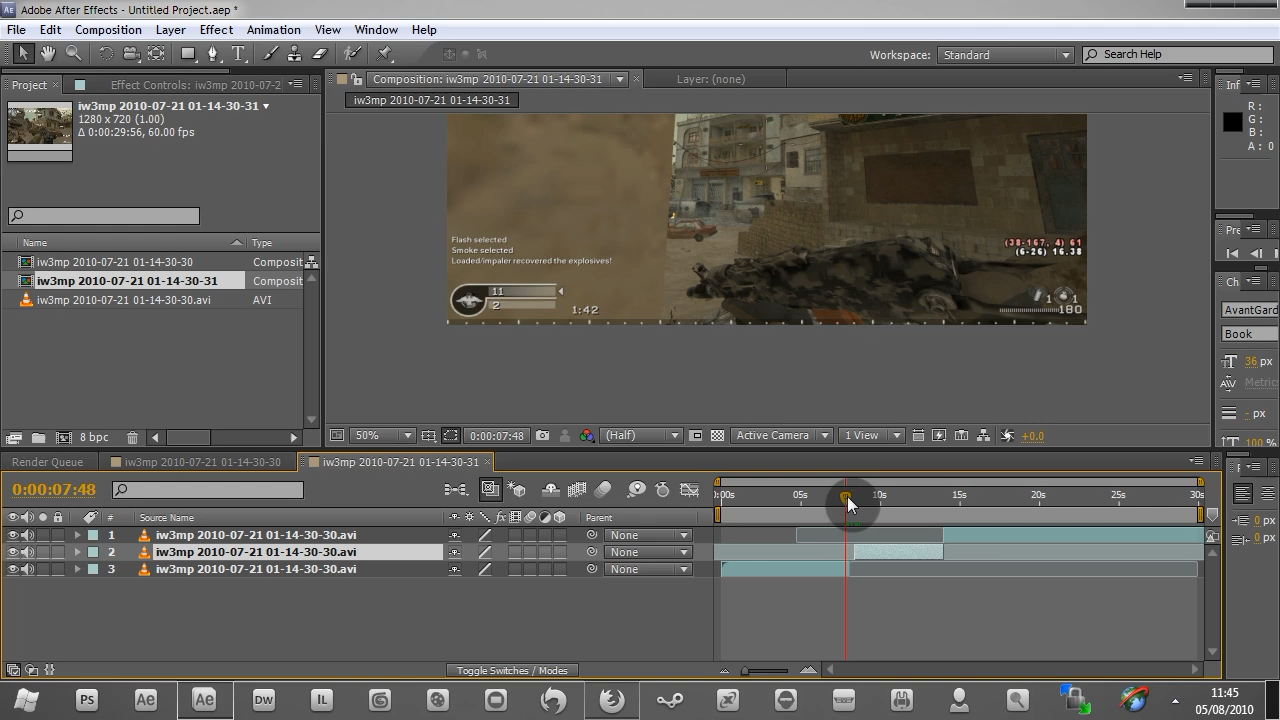 Adobe After Effects - Untitled Project.aep *
File Edit Composition Layer Effect Animation View Window Help
Workspace: Standard Search Help
Project Effect Controls: iw3mp 2010-07-2
Composition: iw3mp 2010-07-21 01-14-30-31 Layer: (none)
Inf
iw3mp 2010-07-21 01-14-30-31
1280 x 720 (1.00)
Δ 0:00:29:56, 60.00 fps
iw3mp 2010-07-21 01-14-30-31
R :
G :
B :
A : 0
Name Type
iw3mp 2010-07-21 01-14-30-30 Composit
iw3mp 2010-07-21 01-14-30-31 Composit
iw3mp 2010-07-21 01-14-30-30.avi AVI
Flash selected
Smoke selected
Loaded/impaler recovered the explosives!
(38-167, 4) 61
(6-26) 16.38
11
2
1:42
1 1
180
Pre
Ch
AvantGard
Book
36 px
Metric
- px
100 %
8 bpc
50% 0:00:07:48 (Half) Active Camera 1 View +0.0
Render Queue iw3mp 2010-07-21 01-14-30-30 iw3mp 2010-07-21 01-14-30-31
0:00:07:48
0:00s 05s 10s 15s 20s 25s 30s
# Source Name Parent
1 iw3mp 2010-07-21 01-14-30-30.avi None
2 iw3mp 2010-07-21 01-14-30-30.avi None
3 iw3mp 2010-07-21 01-14-30-30.avi None
0 px
0 px
Toggle Switches / Modes
PS Ae Ae DW IL
11:45
05/08/2010